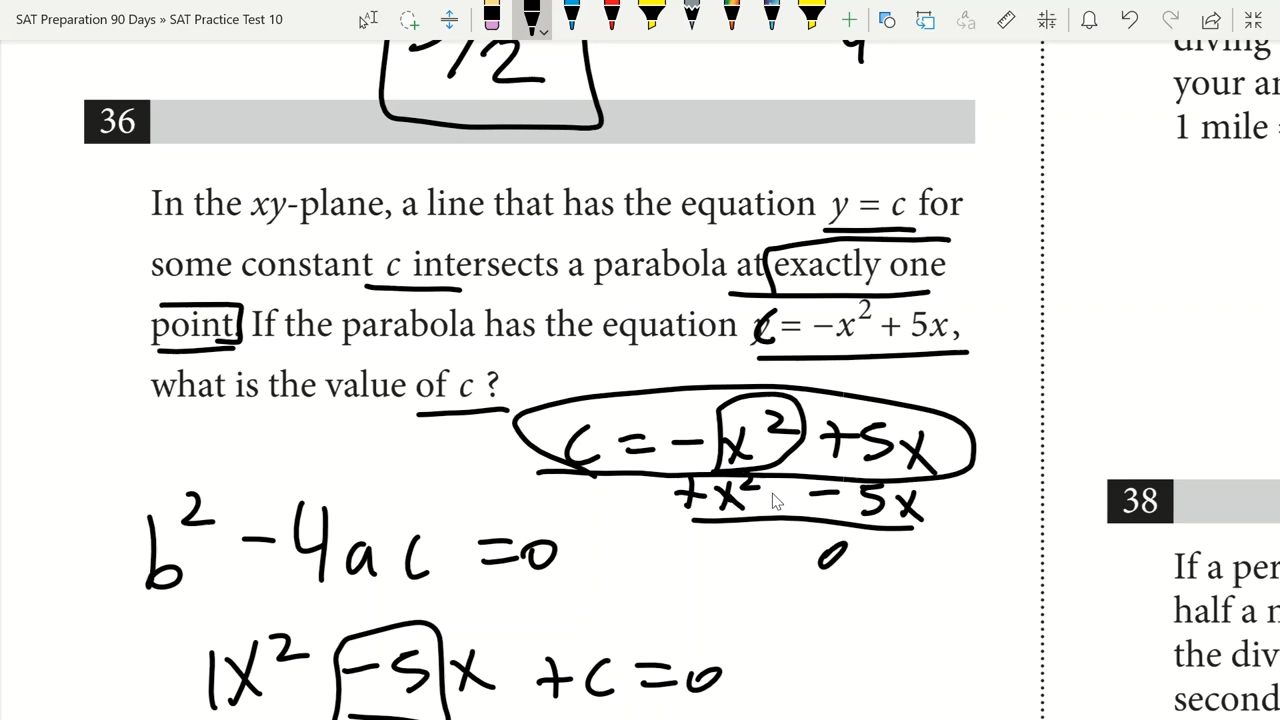 SAT Preparation 90 Days » SAT Practice Test 10
-/2
36
In the xy-plane, a line that has the equation y = c for
some constant c intersects a parabola at exactly one
point. If the parabola has the equation c = −x² + 5x,
what is the value of c ?
c = -x² + 5x
+x² - 5x
0
b² - 4ac = 0
1x² - 5x + c = 0
diving
your an
1 mile =
38
If a per
half a m
the div
second